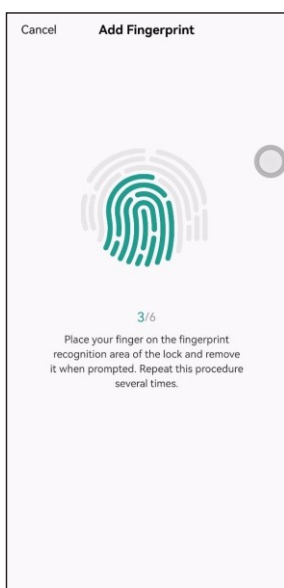 Cancel
Add Fingerprint
3/6
Place your finger on the fingerprint
recognition area of the lock and remove
it when prompted. Repeat this procedure
several times.